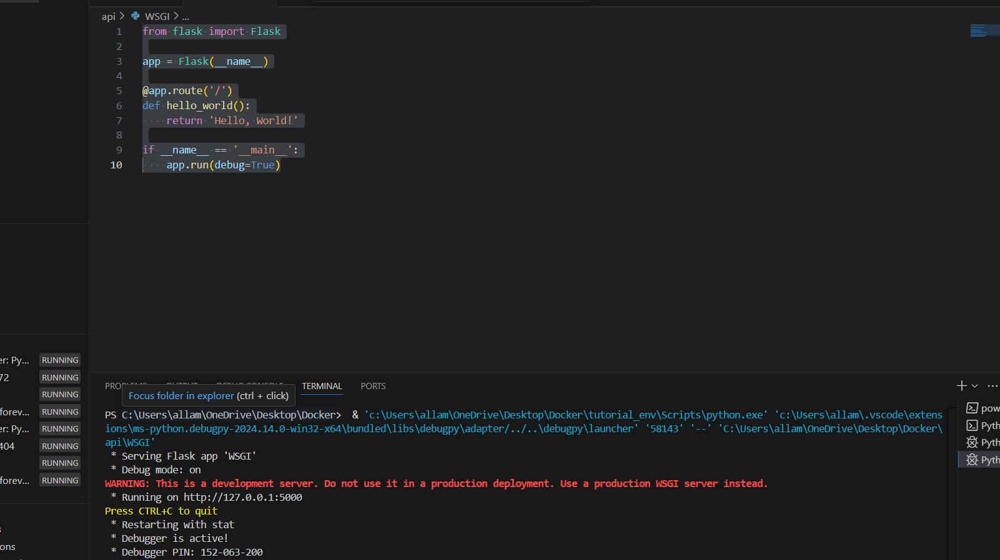 api > WSGI > ...
1 from flask import Flask
2
3 app = Flask(__name__)
4
5 @app.route('/')
6 def hello_world():
7     return 'Hello, World!'
8
9 if __name__ == '__main__':
10     app.run(debug=True)
er: Py... RUNNING
72 RUNNING
RUNNING
forev... RUNNING
er: Py... RUNNING
404 RUNNING
RUNNING
forev... RUNNING
ons
TERMINAL PORTS
Focus folder in explorer (ctrl + click)
PS C:\Users\allam\OneDrive\Desktop\Docker>  & 'c:\Users\allam\OneDrive\Desktop\Docker\tutorial_env\Scripts\python.exe' 'c:\Users\allam\.vscode\extens
ions\ms-python.debugpy-2024.14.0-win32-x64\bundled\libs\debugpy\adapter/../..\debugpy\launcher' '58143' '--' 'C:\Users\allam\OneDrive\Desktop\Docker\
api\WSGI'
* Serving Flask app 'WSGI'
* Debug mode: on
WARNING: This is a development server. Do not use it in a production deployment. Use a production WSGI server instead.
* Running on http://127.0.0.1:5000
Press CTRL+C to quit
* Restarting with stat
* Debugger is active!
* Debugger PIN: 152-063-200
pow
Pyth
Pyth
Pyth